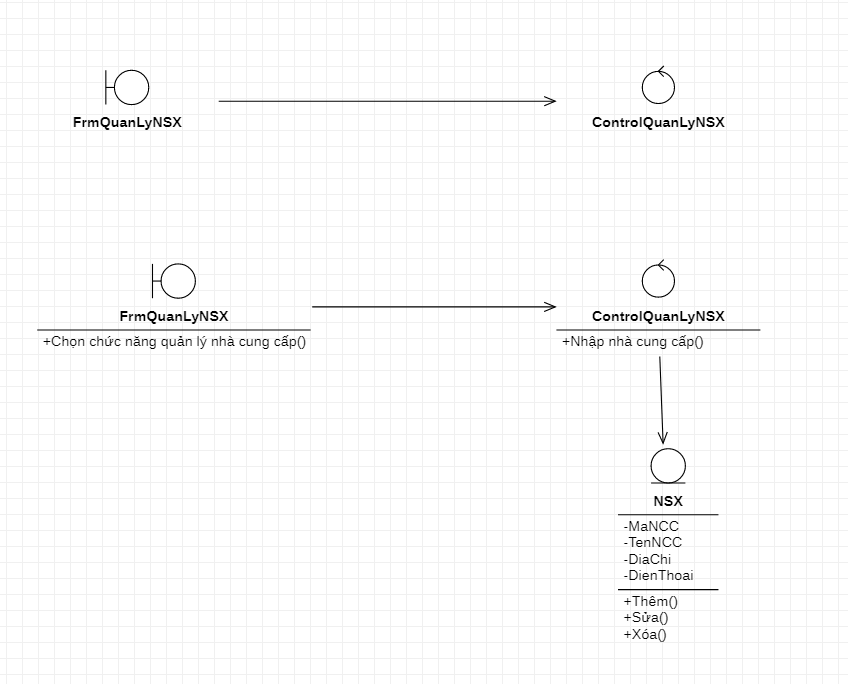 FrmQuanLyNSX
ControlQuanLyNSX
FrmQuanLyNSX
+Chọn chức năng quản lý nhà cung cấp()
ControlQuanLyNSX
+Nhập nhà cung cấp()
NSX
-MaNCC
-TenNCC
-DiaChi
-DienThoai
+Thêm()
+Sửa()
+Xóa()